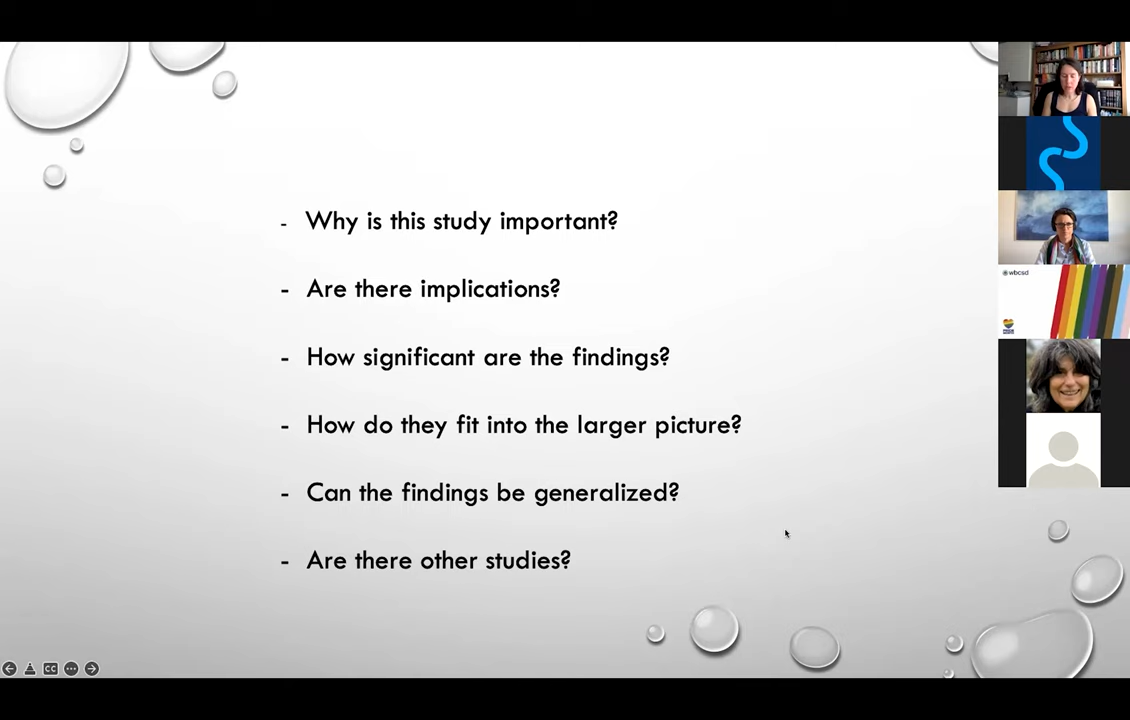 - Why is this study important?
- Are there implications?
- How significant are the findings?
- How do they fit into the larger picture?
- Can the findings be generalized?
- Are there other studies?
wbcsd
CC